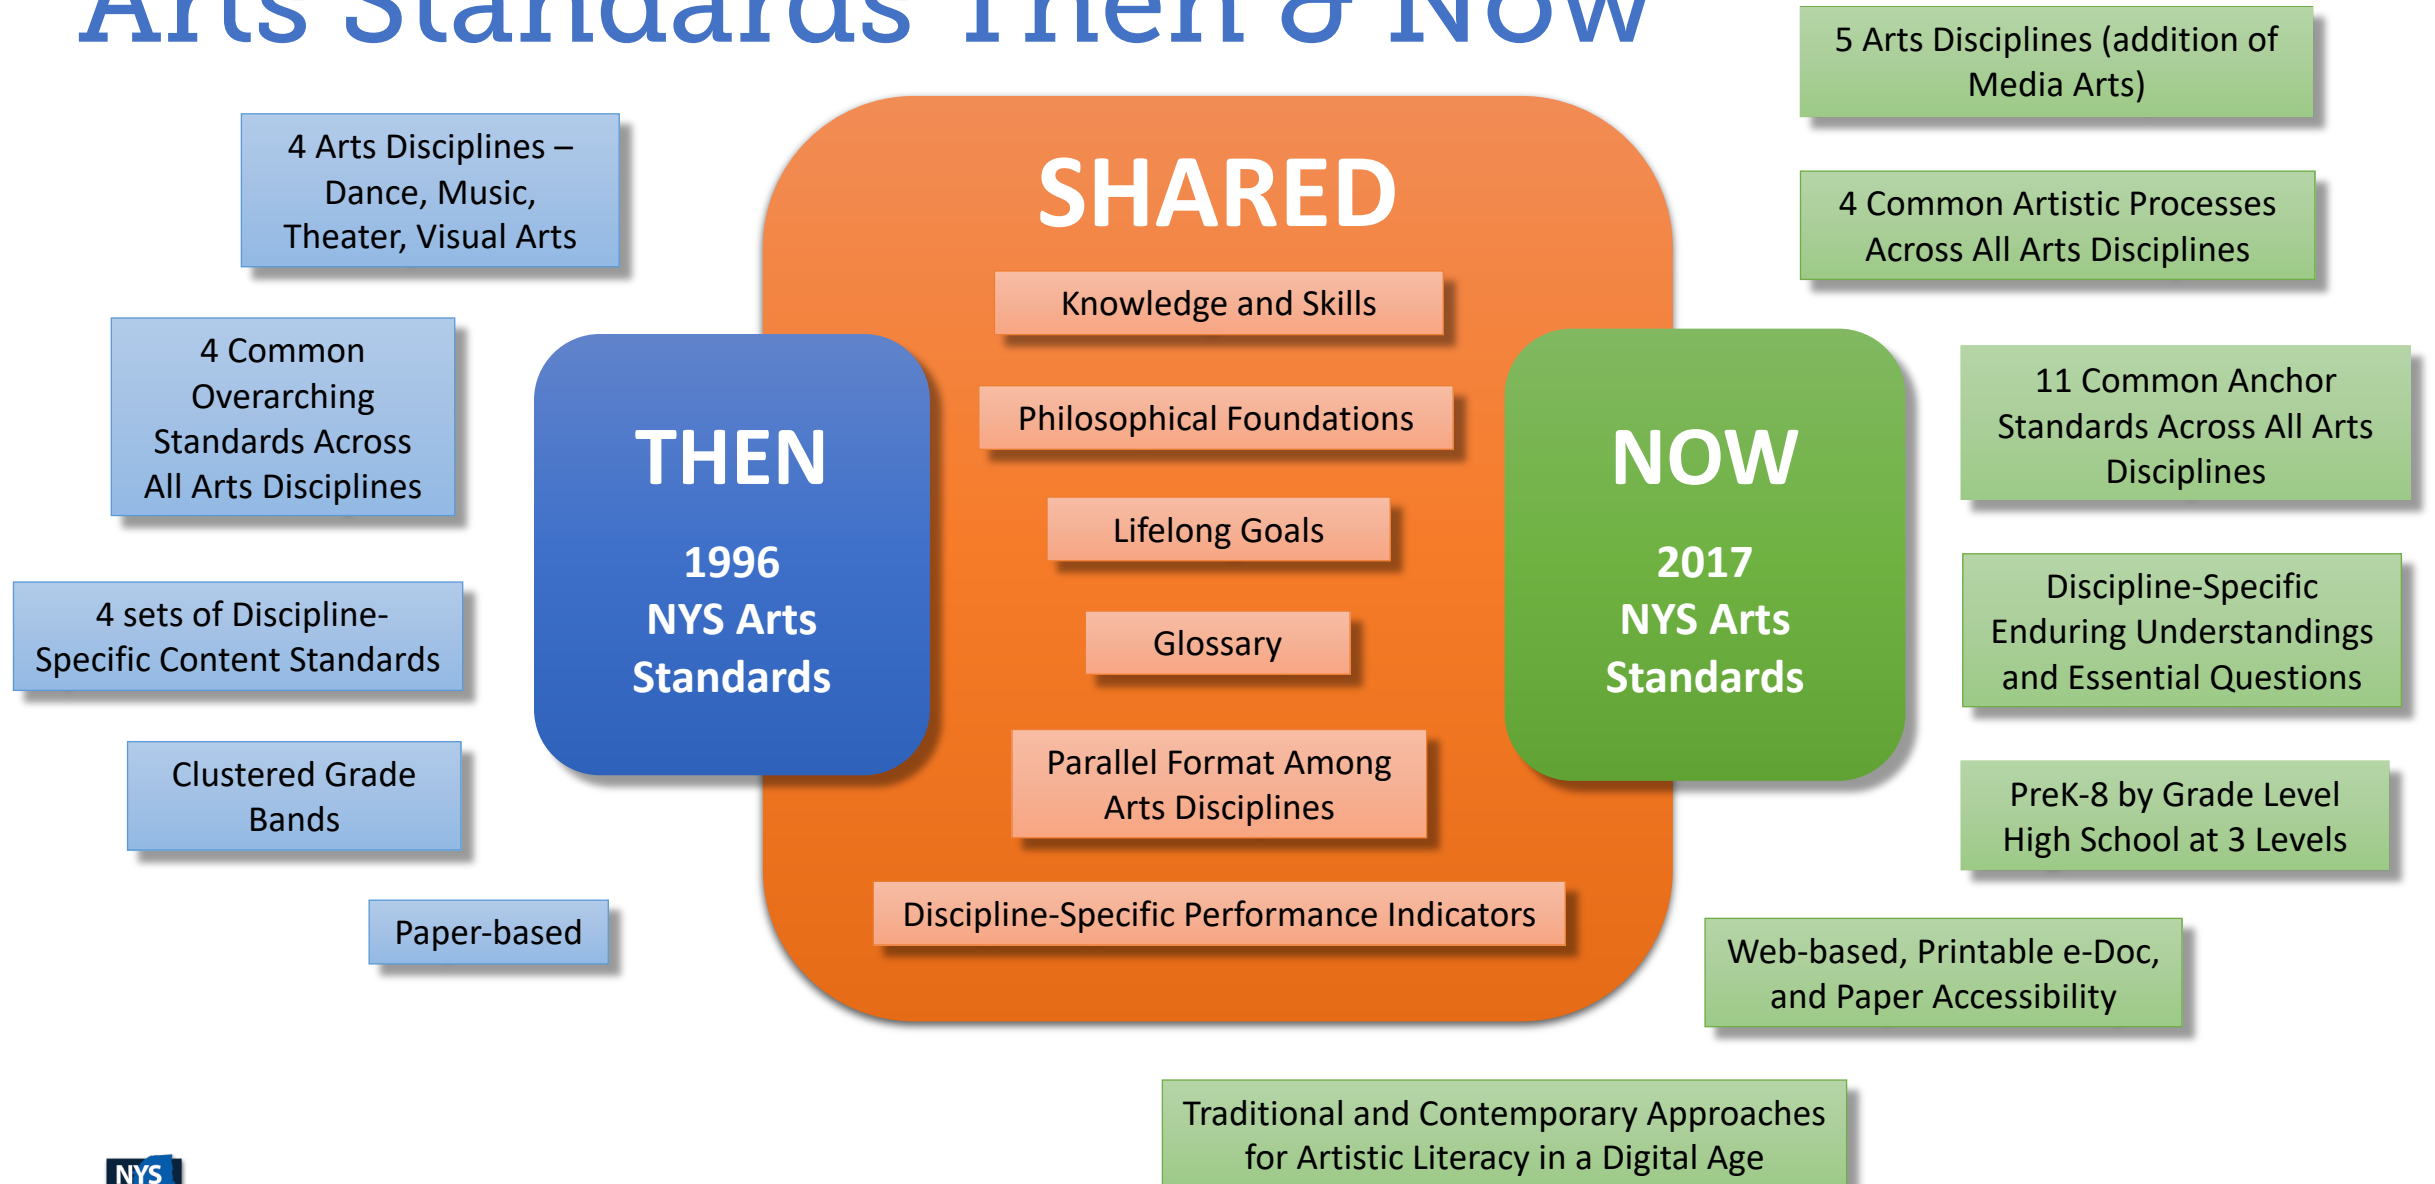 Arts Standards Then & Now
4 Arts Disciplines –
Dance, Music,
Theater, Visual Arts
4 Common
Overarching
Standards Across
All Arts Disciplines
4 sets of Discipline-
Specific Content Standards
Clustered Grade
Bands
Paper-based
THEN
1996
NYS Arts
Standards
SHARED
Knowledge and Skills
Philosophical Foundations
Lifelong Goals
Glossary
Parallel Format Among
Arts Disciplines
Discipline-Specific Performance Indicators
NOW
2017
NYS Arts
Standards
5 Arts Disciplines (addition of
Media Arts)
4 Common Artistic Processes
Across All Arts Disciplines
11 Common Anchor
Standards Across All Arts
Disciplines
Discipline-Specific
Enduring Understandings
and Essential Questions
PreK-8 by Grade Level
High School at 3 Levels
Web-based, Printable e-Doc,
and Paper Accessibility
Traditional and Contemporary Approaches
for Artistic Literacy in a Digital Age
NYS